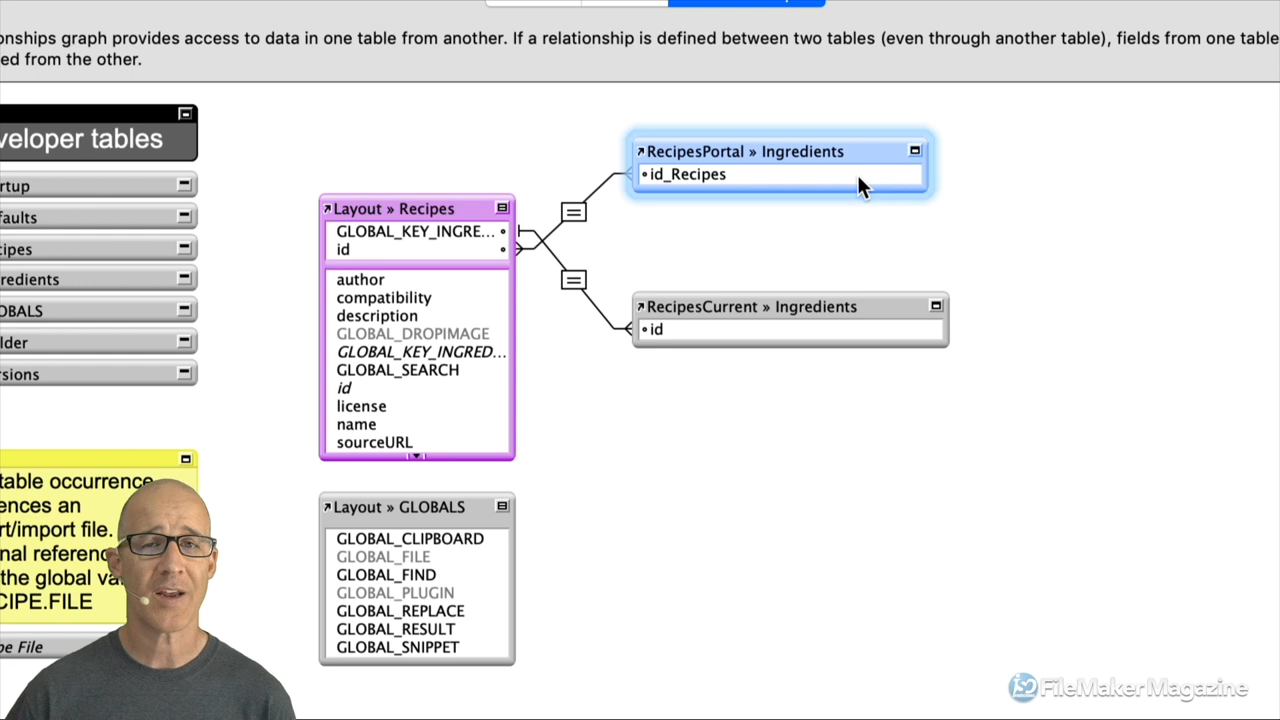 onships graph provides access to data in one table from another. If a relationship is defined between two tables (even through another table), fields from one table
ed from the other.
veloper tables
rtup
faults
cipes
redients
OBALS
lder
rsions
table occurrence
ences an
rt/import file.
nal referenc
the global va
CIPE.FILE
pe File
Layout » Recipes
GLOBAL_KEY_INGRE...
id
author
compatibility
description
GLOBAL_DROPIMAGE
GLOBAL_KEY_INGRED...
GLOBAL_SEARCH
id
license
name
sourceURL
RecipesPortal » Ingredients
id_Recipes
RecipesCurrent » Ingredients
id
Layout » GLOBALS
GLOBAL_CLIPBOARD
GLOBAL_FILE
GLOBAL_FIND
GLOBAL_PLUGIN
GLOBAL_REPLACE
GLOBAL_RESULT
GLOBAL_SNIPPET
FileMaker Magazine